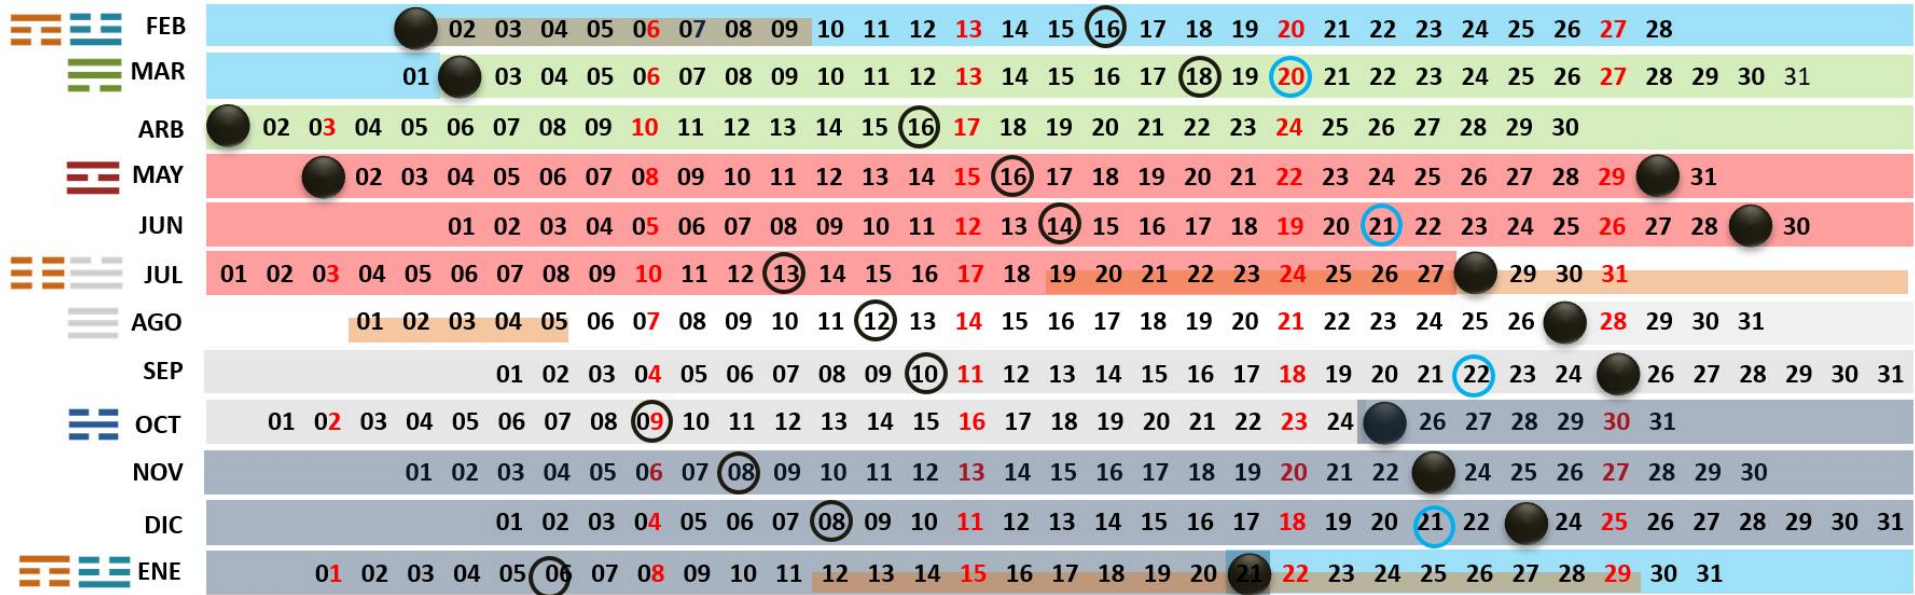 FEB 02 03 04 05 06 07 08 09 10 11 12 13 14 15 16 17 18 19 20 21 22 23 24 25 26 27 28
MAR 01 03 04 05 06 07 08 09 10 11 12 13 14 15 16 17 18 19 20 21 22 23 24 25 26 27 28 29 30 31
ARB 02 03 04 05 06 07 08 09 10 11 12 13 14 15 16 17 18 19 20 21 22 23 24 25 26 27 28 29 30
MAY 02 03 04 05 06 07 08 09 10 11 12 13 14 15 16 17 18 19 20 21 22 23 24 25 26 27 28 29 31
JUN 01 02 03 04 05 06 07 08 09 10 11 12 13 14 15 16 17 18 19 20 21 22 23 24 25 26 27 28 30
JUL 01 02 03 04 05 06 07 08 09 10 11 12 13 14 15 16 17 18 19 20 21 22 23 24 25 26 27 29 30 31
AGO 01 02 03 04 05 06 07 08 09 10 11 12 13 14 15 16 17 18 19 20 21 22 23 24 25 26 28 29 30 31
SEP 01 02 03 04 05 06 07 08 09 10 11 12 13 14 15 16 17 18 19 20 21 22 23 24 26 27 28 29 30 31
OCT 01 02 03 04 05 06 07 08 09 10 11 12 13 14 15 16 17 18 19 20 21 22 23 24 26 27 28 29 30 31
NOV 01 02 03 04 05 06 07 08 09 10 11 12 13 14 15 16 17 18 19 20 21 22 24 25 26 27 28 29 30
DIC 01 02 03 04 05 06 07 08 09 10 11 12 13 14 15 16 17 18 19 20 21 22 24 25 26 27 28 29 30 31
ENE 01 02 03 04 05 06 07 08 09 10 11 12 13 14 15 16 17 18 19 20 21 22 23 24 25 26 27 28 29 30 31